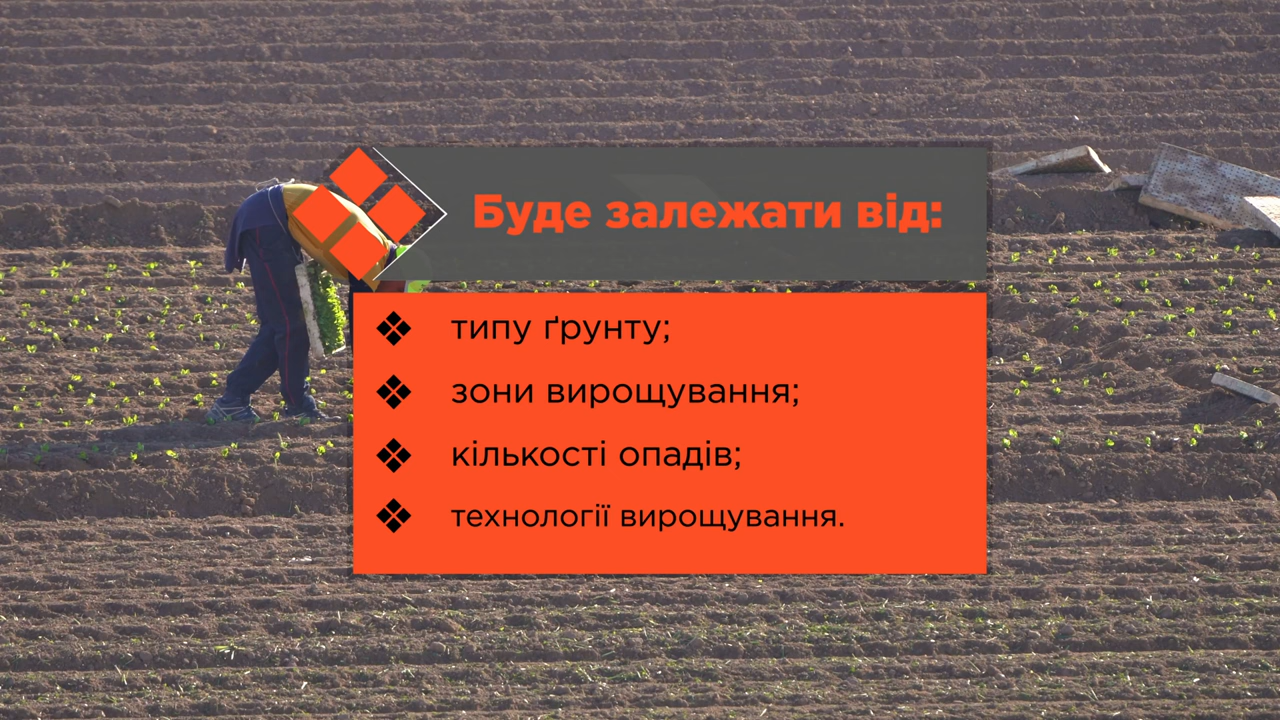 Буде залежати від:
типу ґрунту;
зони вирощування;
кількості опадів;
технології вирощування.